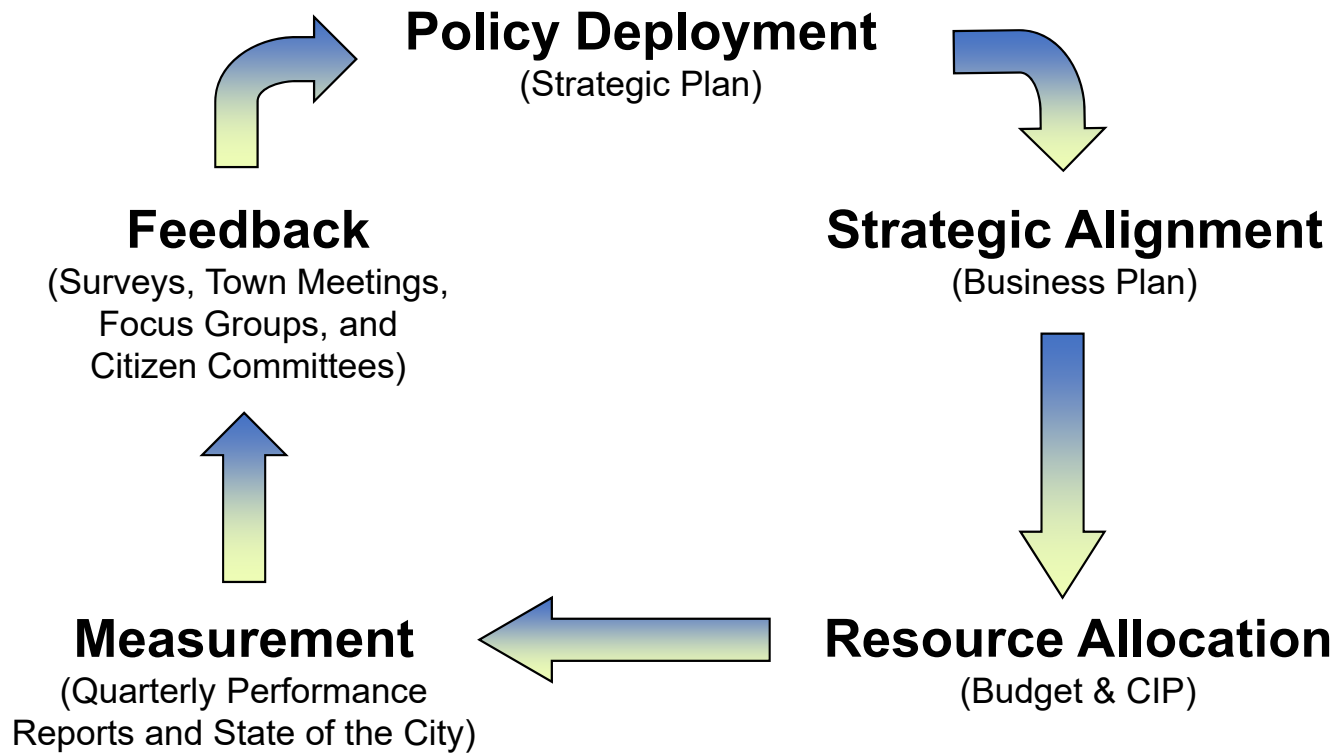 Policy Deployment
(Strategic Plan)
Feedback
(Surveys, Town Meetings,
Focus Groups, and
Citizen Committees)
Strategic Alignment
(Business Plan)
Measurement
(Quarterly Performance
Reports and State of the City)
Resource Allocation
(Budget & CIP)